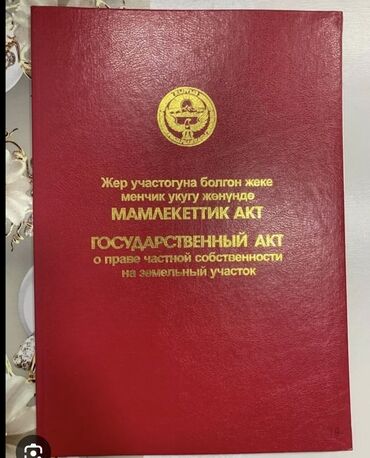 Жер участогуна болгон жеке
менчик укугу жөнүндө
МАМЛЕКЕТТИК АКТ
ГОСУДАРСТВЕННЫЙ АКТ
о праве частной собственности
на земельный участок